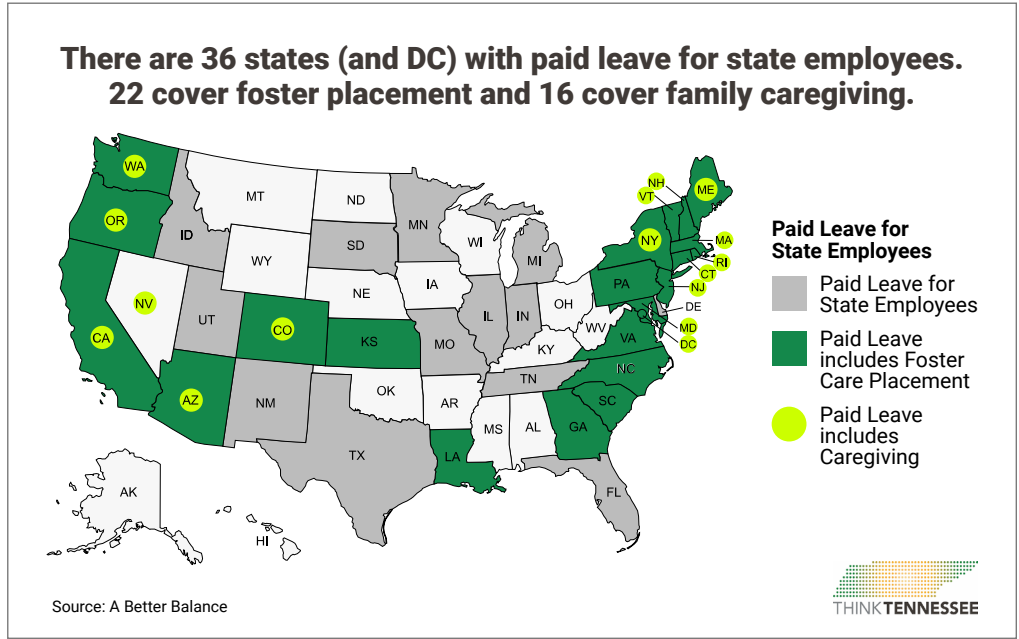 There are 36 states (and DC) with paid leave for state employees.
22 cover foster placement and 16 cover family caregiving.
WA
OR
CA
NV
ID
MT
WY
UT
AZ
CO
NM
ND
SD
NE
KS
OK
TX
MN
IA
MO
AR
LA
WI
IL
MI
IN
OH
KY
TN
MS
AL
GA
FL
SC
NC
VA
WV
PA
NY
VT
NH
ME
MA
RI
CT
NJ
DE
MD
DC
AK
HI
Paid Leave for
State Employees
Paid Leave for
State Employees
Paid Leave
includes Foster
Care Placement
Paid Leave
includes
Caregiving
Source: A Better Balance
THINKTENNESSEE